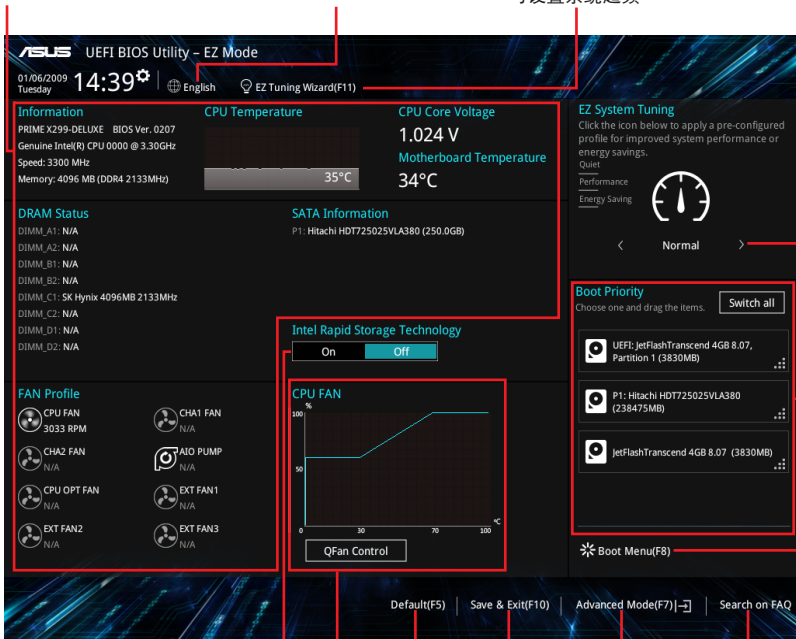 可设置系统超频
ASUS UEFI BIOS Utility – EZ Mode
01/06/2009
Tuesday
14:39
English
EZ Tuning Wizard(F11)
Information
PRIME X299-DELUXE BIOS Ver. 0207
Genuine Intel(R) CPU 0000 @ 3.30GHz
Speed: 3300 MHz
Memory: 4096 MB (DDR4 2133MHz)
CPU Temperature
35°C
CPU Core Voltage
1.024 V
Motherboard Temperature
34°C
EZ System Tuning
Click the icon below to apply a pre-configured
profile for improved system performance or
energy savings.
Quiet
Performance
Energy Saving
Normal
DRAM Status
DIMM_A1: N/A
DIMM_A2: N/A
DIMM_B1: N/A
DIMM_B2: N/A
DIMM_C1: SK Hynix 4096MB 2133MHz
DIMM_C2: N/A
DIMM_D1: N/A
DIMM_D2: N/A
SATA Information
P1: Hitachi HDT725025VLA380 (250.0GB)
Intel Rapid Storage Technology
On
Off
Boot Priority
Choose one and drag the items.
Switch all
UEFI: JetFlashTranscend 4GB 8.07,
Partition 1 (3830MB)
P1: Hitachi HDT725025VLA380
(238475MB)
JetFlashTranscend 4GB 8.07 (3830MB)
FAN Profile
CPU FAN
3033 RPM
CHA1 FAN
N/A
CHA2 FAN
N/A
AIO PUMP
N/A
CPU OPT FAN
N/A
EXT FAN1
N/A
EXT FAN2
N/A
EXT FAN3
N/A
CPU FAN
%
100
50
0
30
70
100
°C
QFan Control
Boot Menu(F8)
Default(F5)
Save & Exit(F10)
Advanced Mode(F7)
Search on FAQ